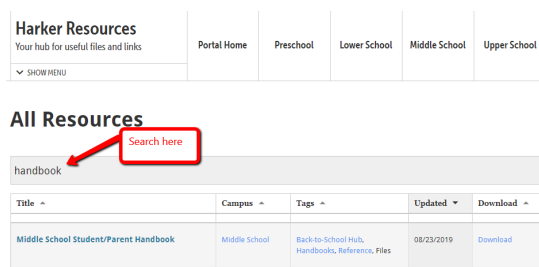 Harker Resources
Your hub for useful files and links
SHOW MENU
Portal Home
Preschool
Lower School
Middle School
Upper School
All Resources
Search here
handbook
Title Campus Tags Updated Download
Middle School Student/Parent Handbook Middle School Back-to-School Hub, 08/23/2019 Download
Handbooks, Reference, Files